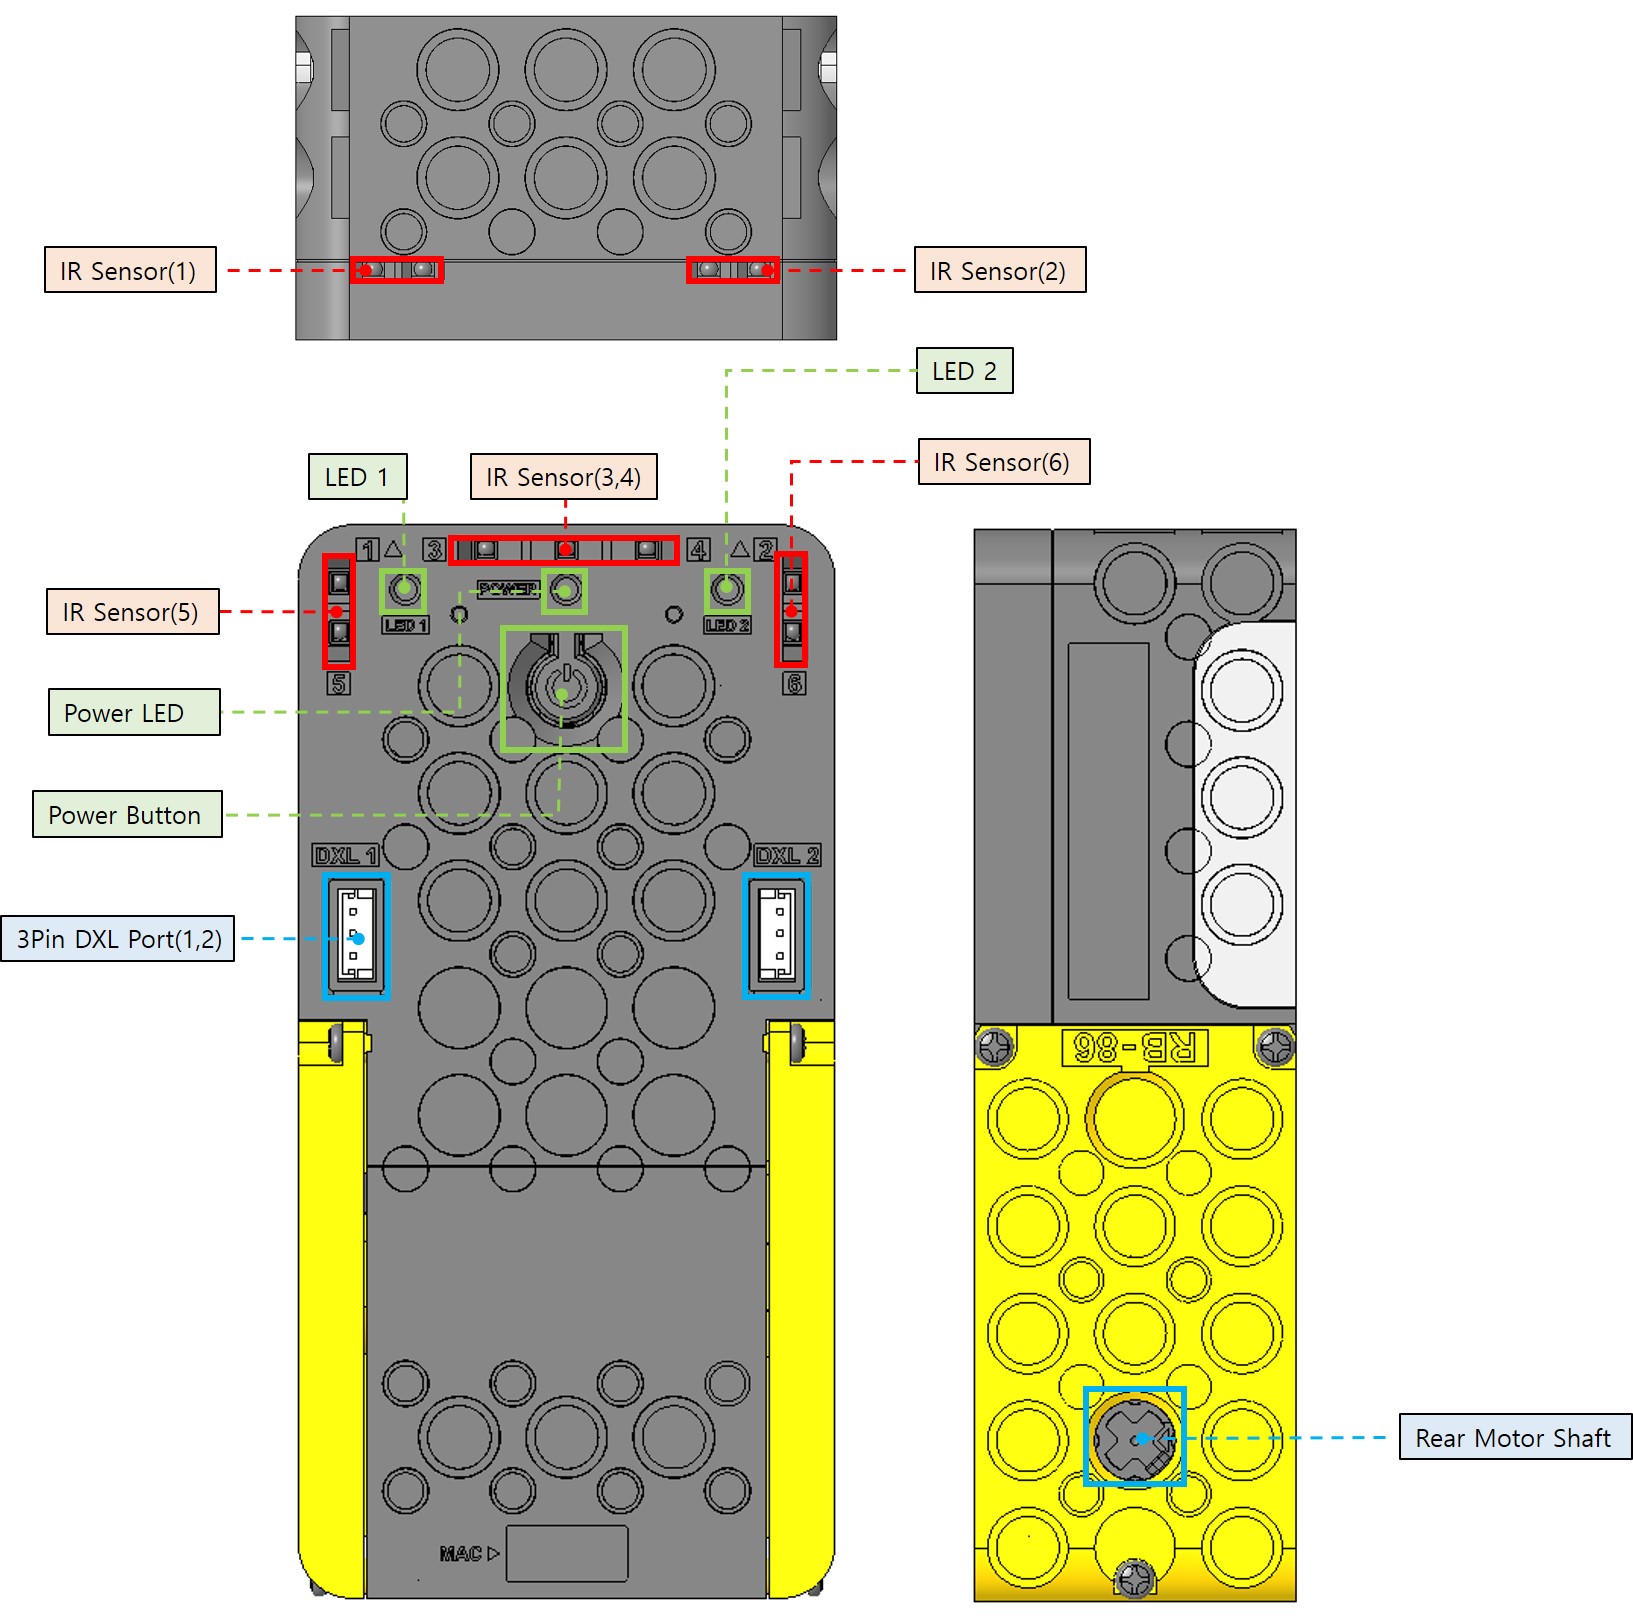 IR Sensor(1)
IR Sensor(2)
LED 2
IR Sensor(6)
LED 1
IR Sensor(3,4)
1 △ 3
4 △ 2
POWER
IR Sensor(5)
LED 1
LED 2
5
6
Power LED
Power Button
DXL 1
DXL 2
3Pin DXL Port(1,2)
RB-86
Rear Motor Shaft
MAC ▷